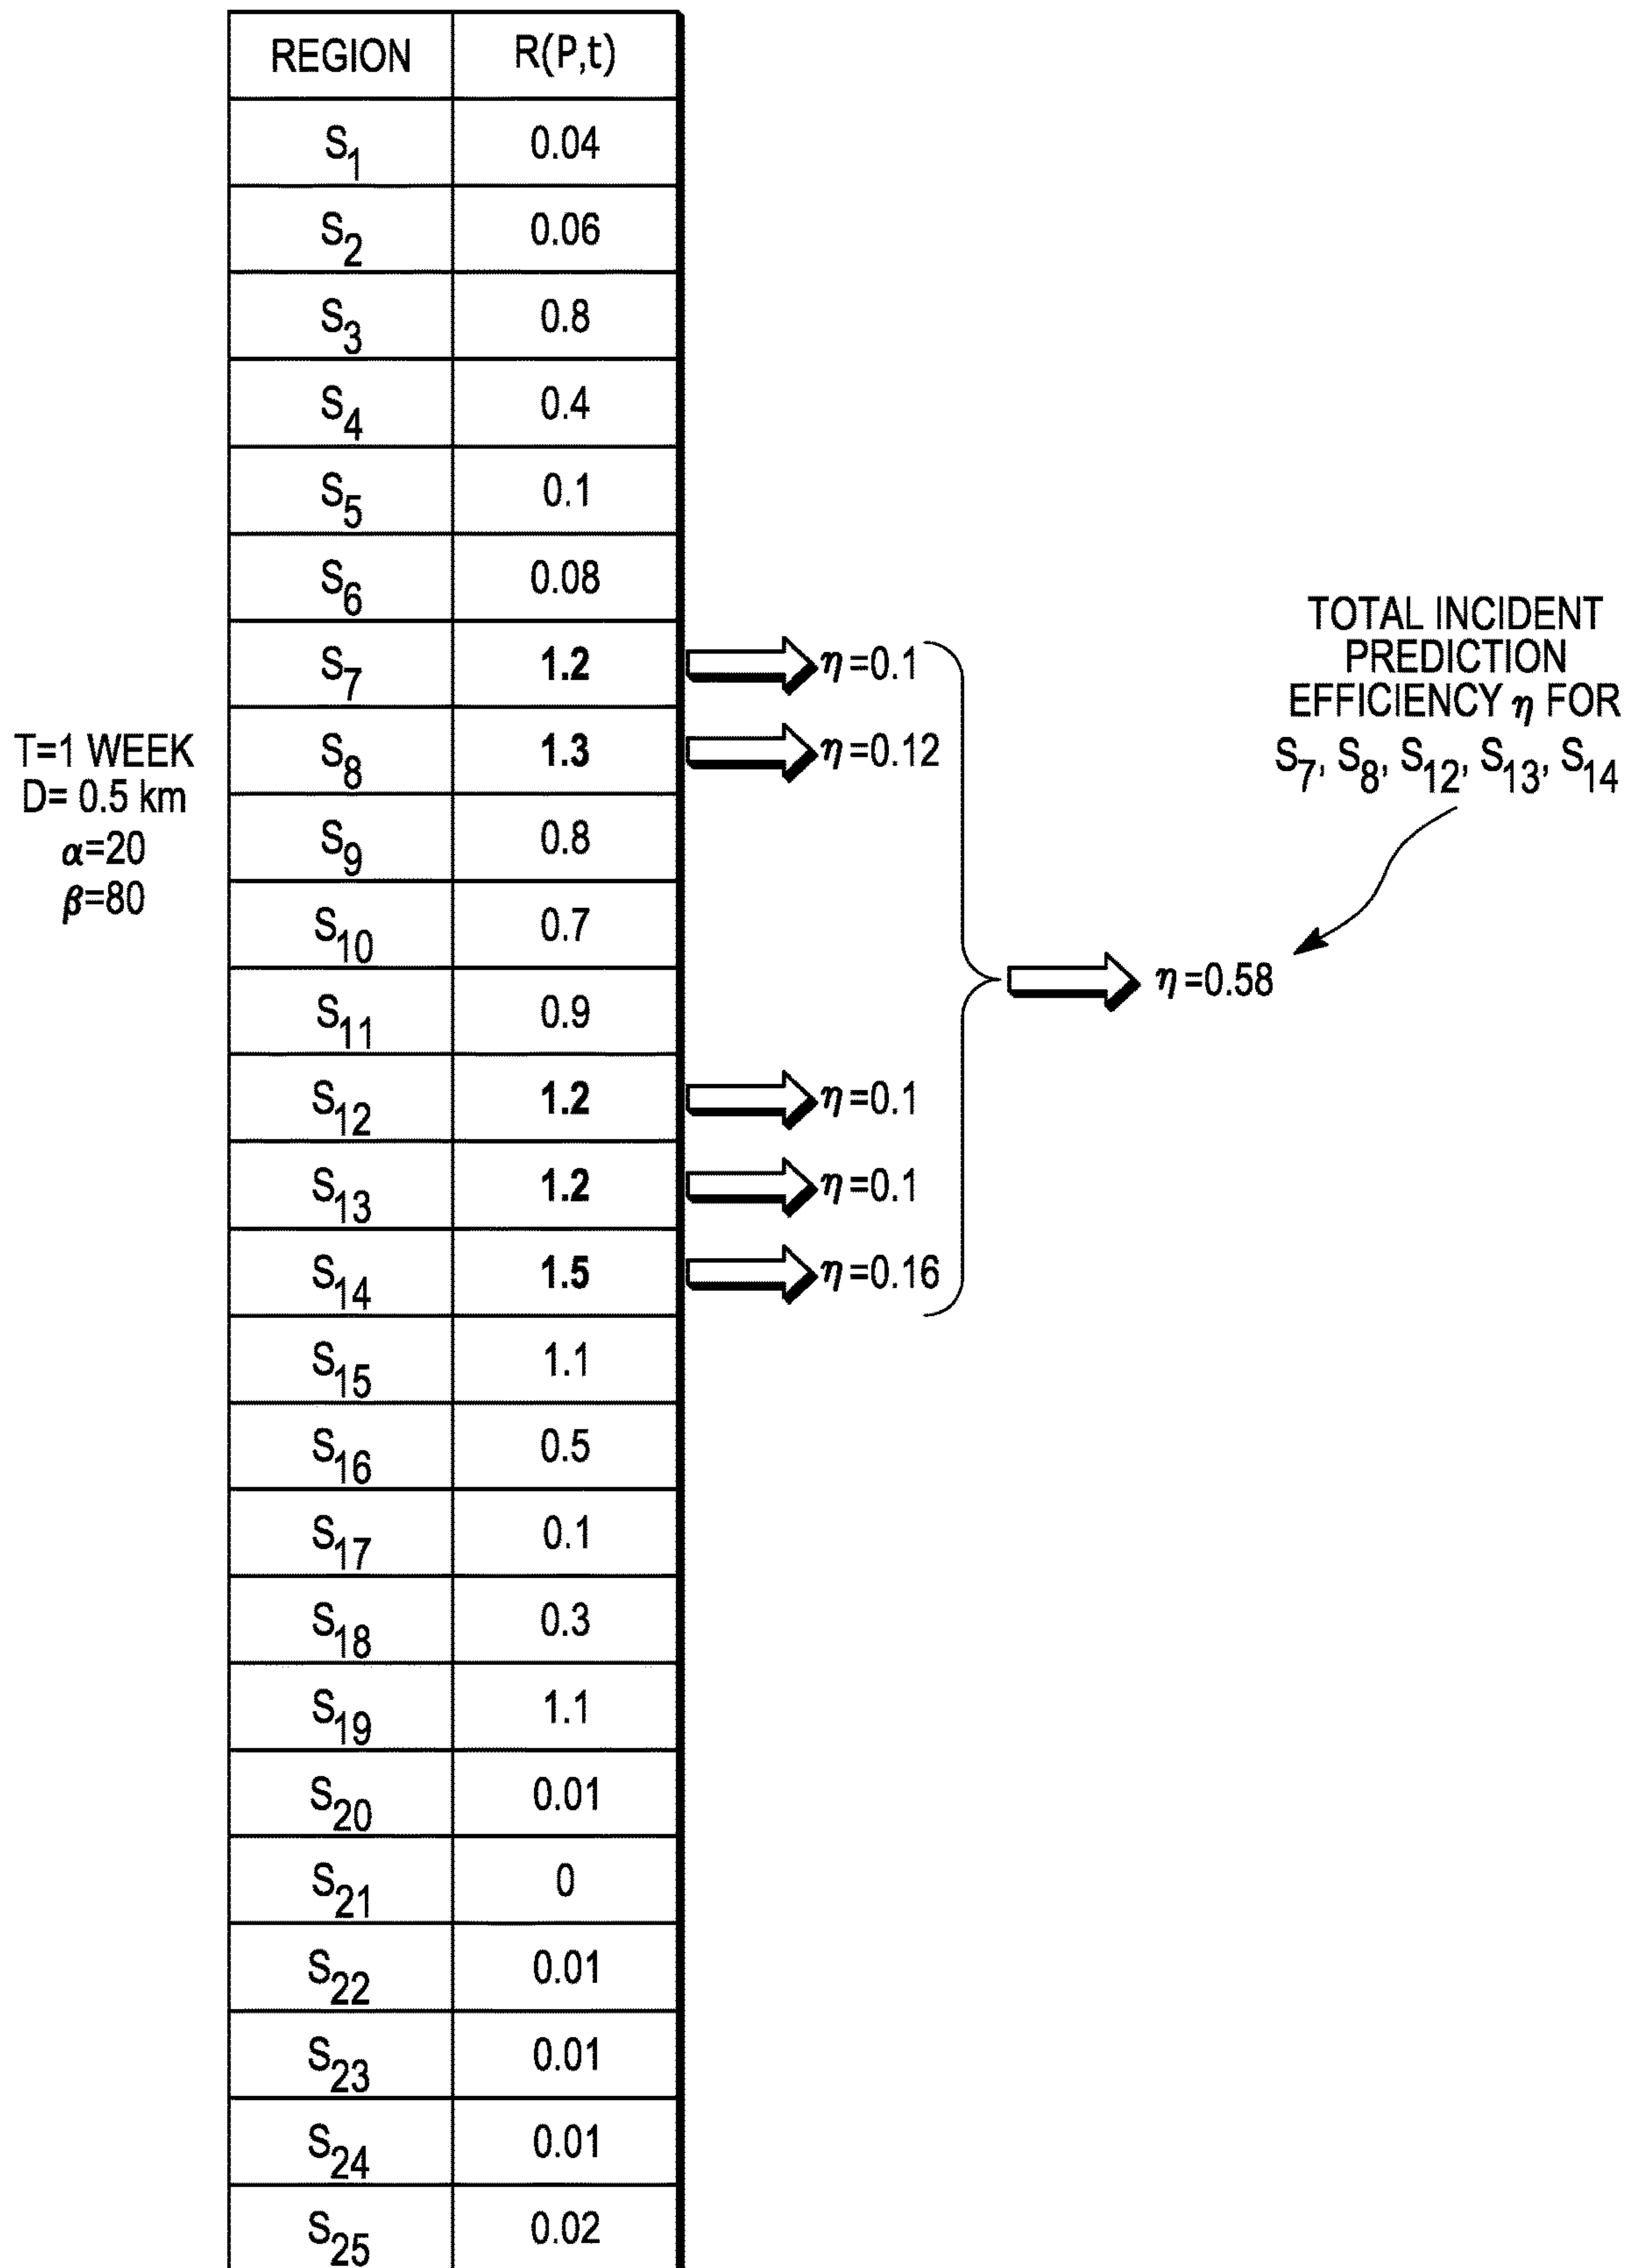 REGION R(P,t)
S1 0.04
S2 0.06
S3 0.8
S4 0.4
S5 0.1
S6 0.08
S7 1.2 η=0.1
S8 1.3 η=0.12
S9 0.8
S10 0.7
S11 0.9
S12 1.2 η=0.1
S13 1.2 η=0.1
S14 1.5 η=0.16
S15 1.1
S16 0.5
S17 0.1
S18 0.3
S19 1.1
S20 0.01
S21 0
S22 0.01
S23 0.01
S24 0.01
S25 0.02
T=1 WEEK
D= 0.5 km
α=20
β=80
TOTAL INCIDENT
PREDICTION
EFFICIENCY η FOR
S7, S8, S12, S13, S14
η=0.58